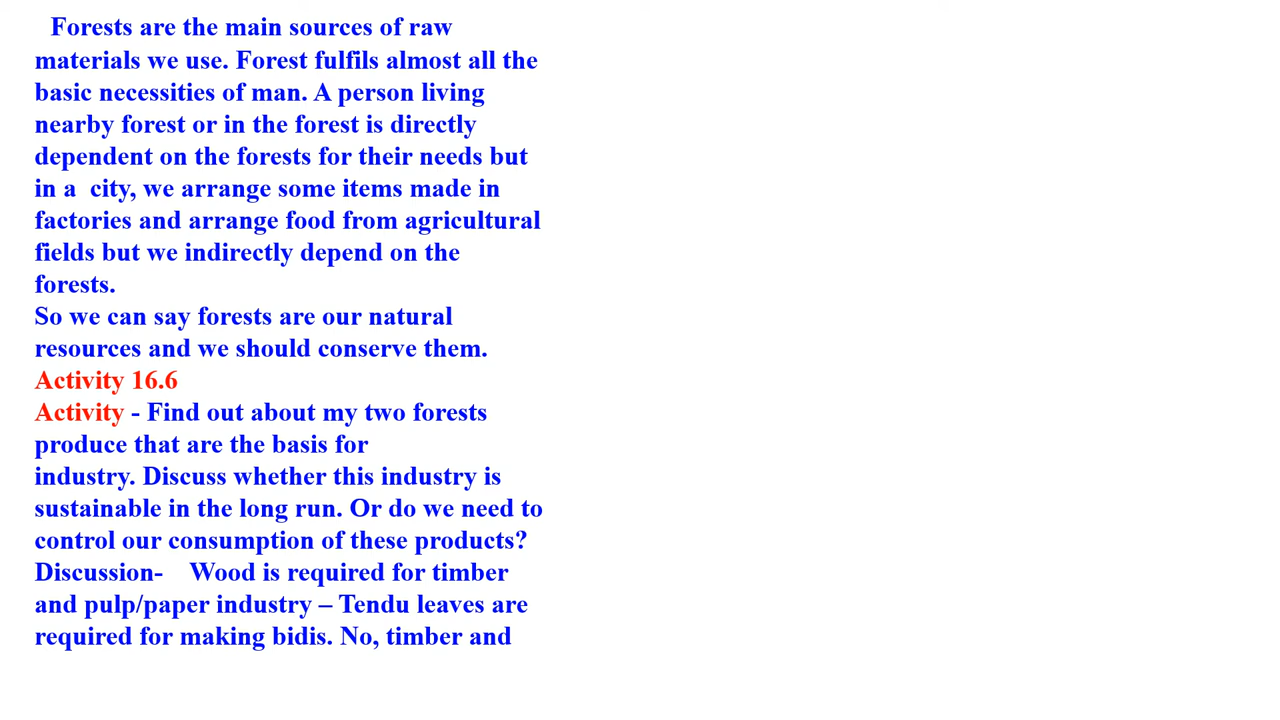 Forests are the main sources of raw
materials we use. Forest fulfils almost all the
basic necessities of man. A person living
nearby forest or in the forest is directly
dependent on the forests for their needs but
in a  city, we arrange some items made in
factories and arrange food from agricultural
fields but we indirectly depend on the
forests.
So we can say forests are our natural
resources and we should conserve them.
Activity 16.6
Activity - Find out about my two forests
produce that are the basis for
industry. Discuss whether this industry is
sustainable in the long run. Or do we need to
control our consumption of these products?
Discussion-    Wood is required for timber
and pulp/paper industry – Tendu leaves are
required for making bidis. No, timber and